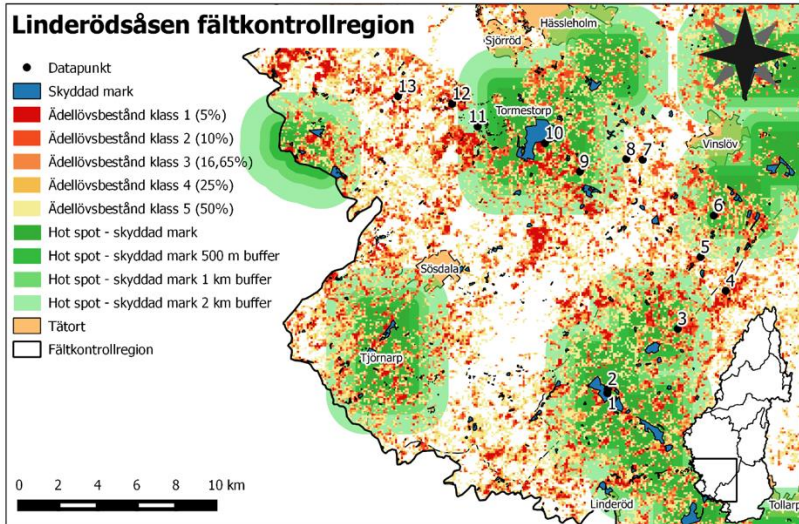 Linderödsåsen fältkontrollregion
Datapunkt
Skyddad mark
Ädellövsbestånd klass 1 (5%)
Ädellövsbestånd klass 2 (10%)
Ädellövsbestånd klass 3 (16,65%)
Ädellövsbestånd klass 4 (25%)
Ädellövsbestånd klass 5 (50%)
Hot spot - skyddad mark
Hot spot - skyddad mark 500 m buffer
Hot spot - skyddad mark 1 km buffer
Hot spot - skyddad mark 2 km buffer
Tätort
Fältkontrollregion
0 2 4 6 8 10 km
Hässleholm
Sjörröd
13
12
Tormestorp
11
10
9
8 7
Vinslöv
6
5
Sösdala
4
3
Tjörnarp
2
1
Linderöd
Tollarp